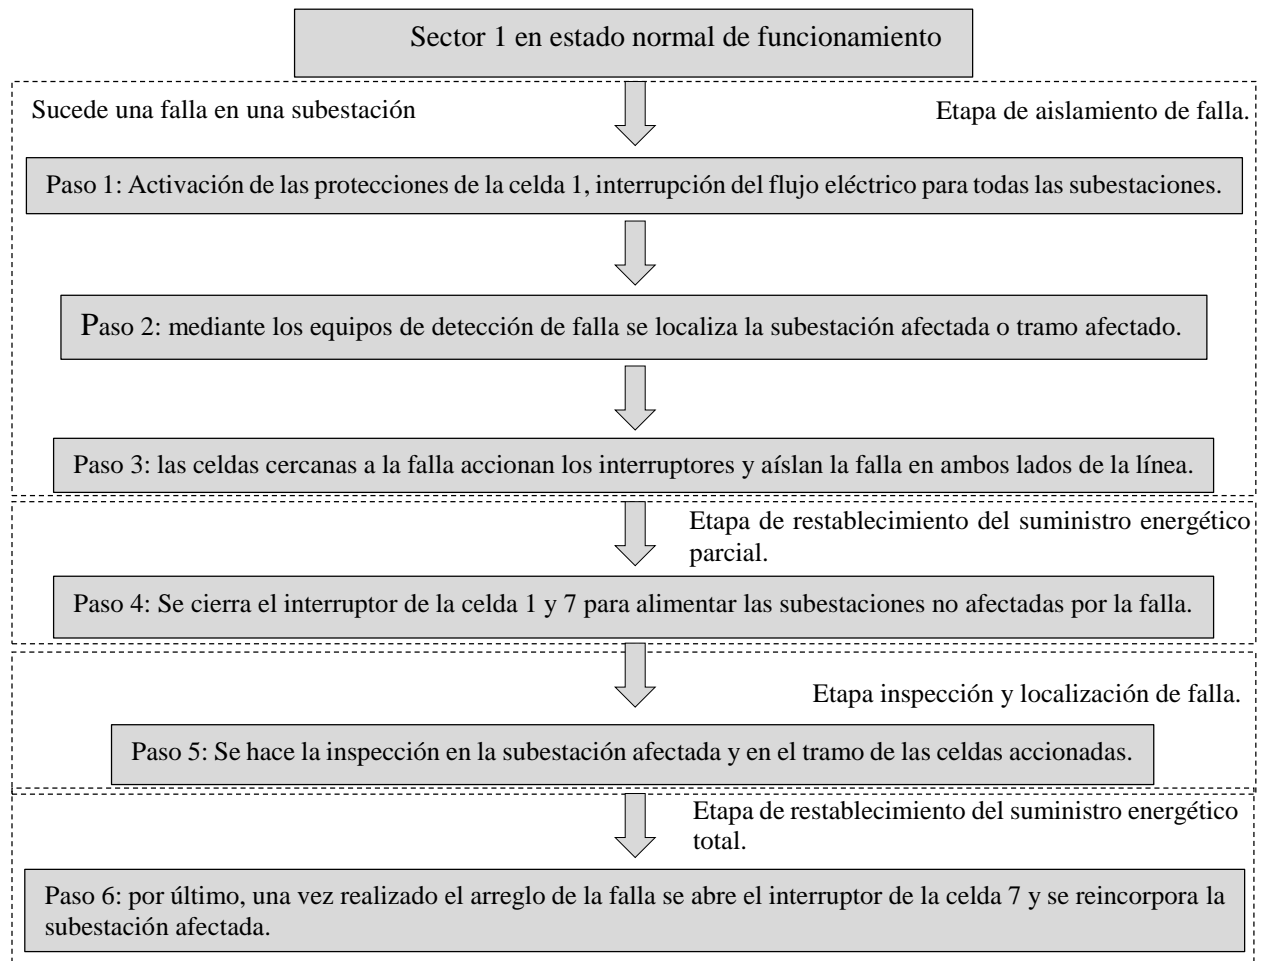 Sector 1 en estado normal de funcionamiento
Sucede una falla en una subestación
Etapa de aislamiento de falla.
Paso 1: Activación de las protecciones de la celda 1, interrupción del flujo eléctrico para todas las subestaciones.
Paso 2: mediante los equipos de detección de falla se localiza la subestación afectada o tramo afectado.
Paso 3: las celdas cercanas a la falla accionan los interruptores y aíslan la falla en ambos lados de la línea.
Etapa de restablecimiento del suministro energético
parcial.
Paso 4: Se cierra el interruptor de la celda 1 y 7 para alimentar las subestaciones no afectadas por la falla.
Etapa inspección y localización de falla.
Paso 5: Se hace la inspección en la subestación afectada y en el tramo de las celdas accionadas.
Etapa de restablecimiento del suministro energético
total.
Paso 6: por último, una vez realizado el arreglo de la falla se abre el interruptor de la celda 7 y se reincorpora la
subestación afectada.